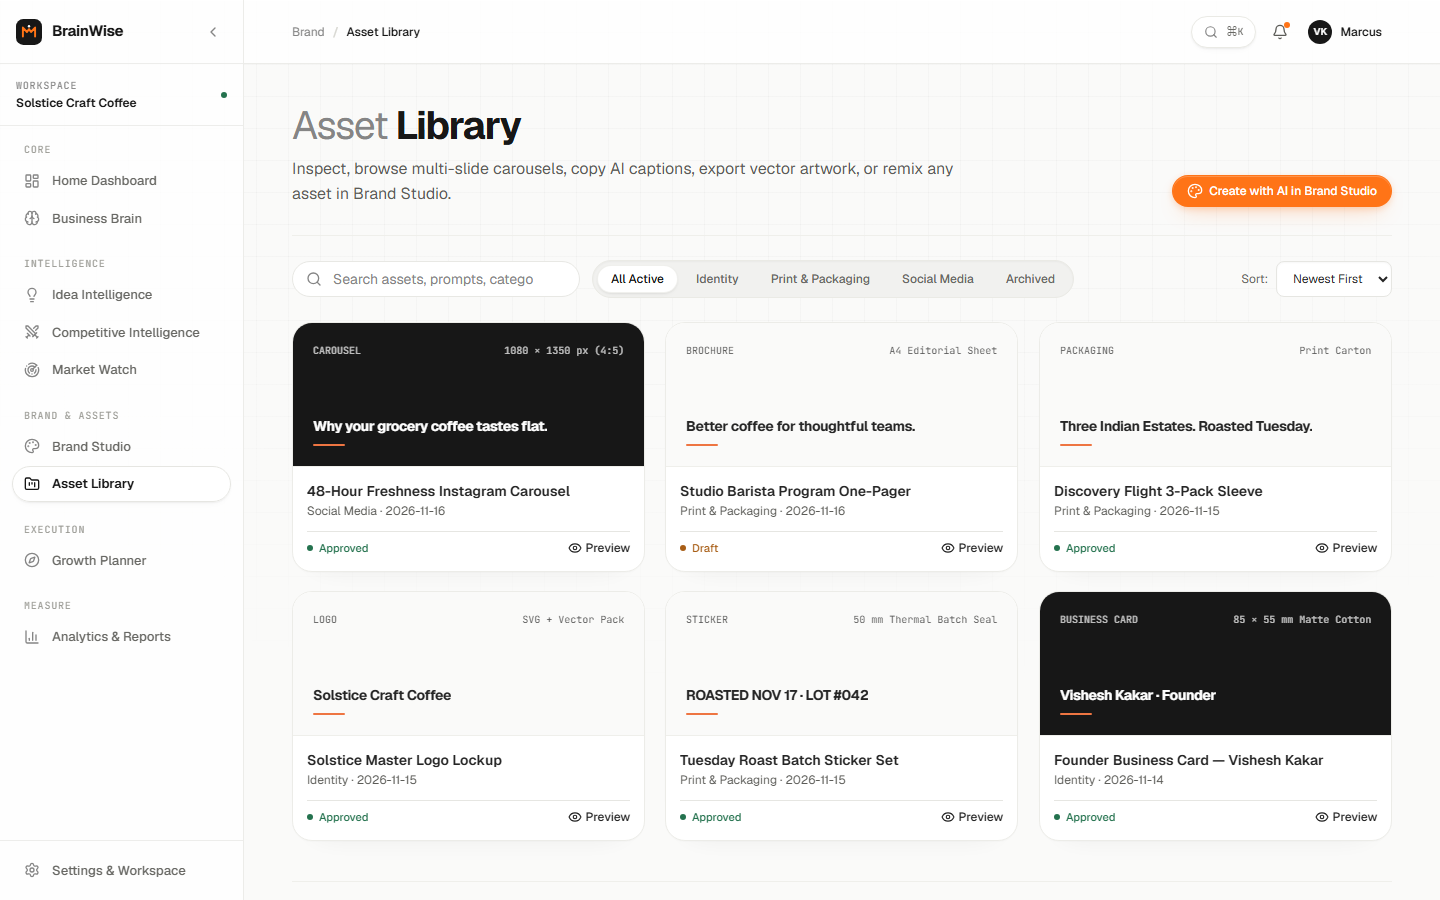 BrainWise
Brand / Asset Library
⌘K
VK Marcus
WORKSPACE
Solstice Craft Coffee
CORE
Home Dashboard
Business Brain
INTELLIGENCE
Idea Intelligence
Competitive Intelligence
Market Watch
BRAND & ASSETS
Brand Studio
Asset Library
EXECUTION
Growth Planner
MEASURE
Analytics & Reports
Settings & Workspace
Asset Library
Inspect, browse multi-slide carousels, copy AI captions, export vector artwork, or remix any
asset in Brand Studio.
Create with AI in Brand Studio
Search assets, prompts, catego
All Active Identity Print & Packaging Social Media Archived
Sort: Newest First
CAROUSEL 1080 × 1350 px (4:5)
Why your grocery coffee tastes flat.
48-Hour Freshness Instagram Carousel
Social Media · 2026-11-16
Approved Preview
BROCHURE A4 Editorial Sheet
Better coffee for thoughtful teams.
Studio Barista Program One-Pager
Print & Packaging · 2026-11-16
Draft Preview
PACKAGING Print Carton
Three Indian Estates. Roasted Tuesday.
Discovery Flight 3-Pack Sleeve
Print & Packaging · 2026-11-15
Approved Preview
LOGO SVG + Vector Pack
Solstice Craft Coffee
Solstice Master Logo Lockup
Identity · 2026-11-15
Approved Preview
STICKER 50 mm Thermal Batch Seal
ROASTED NOV 17 · LOT #042
Tuesday Roast Batch Sticker Set
Print & Packaging · 2026-11-15
Approved Preview
BUSINESS CARD 85 × 55 mm Matte Cotton
Vishesh Kakar · Founder
Founder Business Card — Vishesh Kakar
Identity · 2026-11-14
Approved Preview